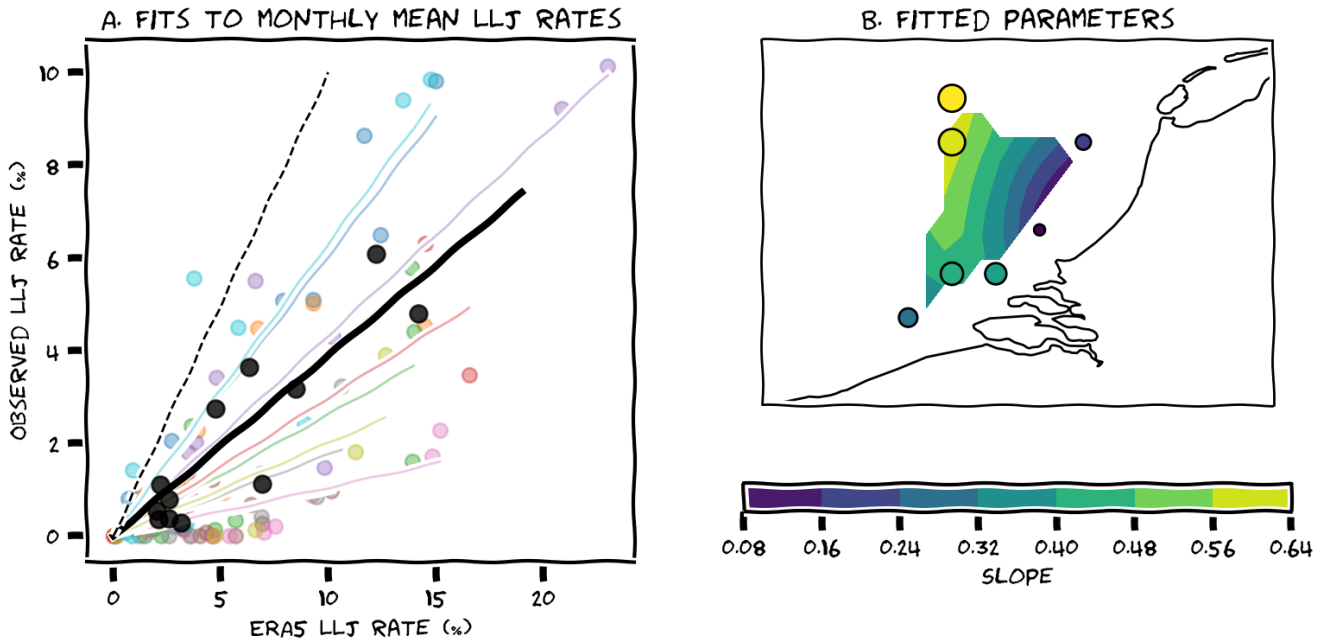 A. FITS TO MONTHLY MEAN LLJ RATES
10
8
6
4
2
0
OBSERVED LLJ RATE (%)
0 5 10 15 20
ERA5 LLJ RATE (%)
B. FITTED PARAMETERS
0.08 0.16 0.24 0.32 0.40 0.48 0.56 0.64
SLOPE